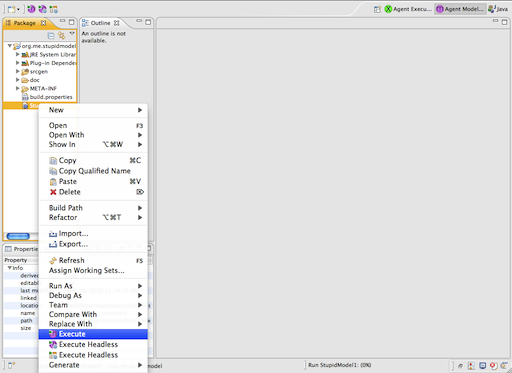 Agent Execu...
Agent Model...
Java
Package
Outline
An outline is not
available.
org.me.stupidmodel
JRE System Librar
Plug-in Depender
srcgen
doc
META-INF
build.properties
New
Open F3
Open With
Show In ⌥⌘W
Copy ⌘C
Copy Qualified Name
Paste ⌘V
Delete ⌦
Build Path
Refactor ⌥⌘T
Import...
Export...
Refresh F5
Assign Working Sets...
Run As
Debug As
Team
Compare With
Replace With
Execute
Execute Headless
Execute Headless
Generate
Properties
Property
Info
derived
editabl
last mo
linked
locatio
name
path
size
model
Run StupidModel1: (0%)